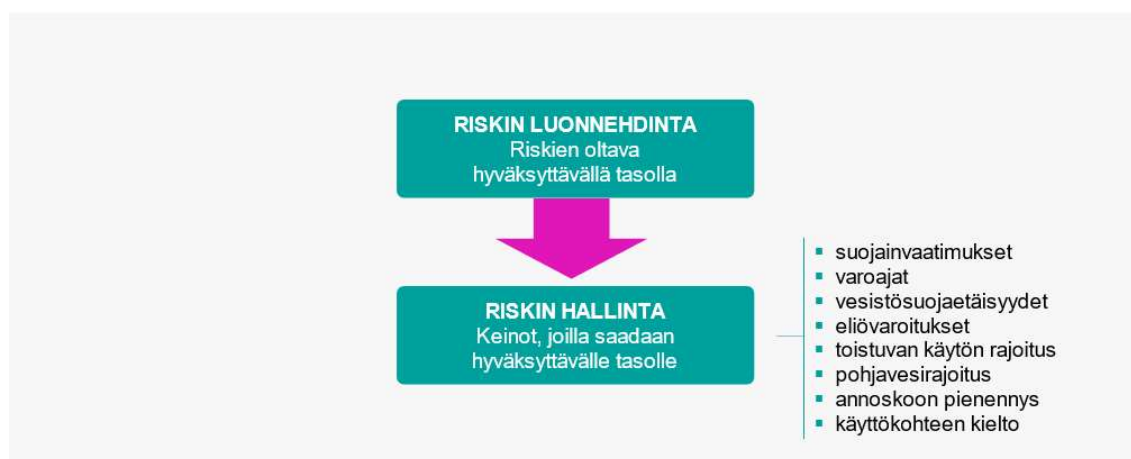 RISKIN LUONNEHDINTA
Riskien oltava
hyväksyttävällä tasolla
RISKIN HALLINTA
Keinot, joilla saadaan
hyväksyttävälle tasolle
▪ suojainvaatimukset
▪ varoajat
▪ vesistösuojaetäisyydet
▪ eliövaroitukset
▪ toistuvan käytön rajoitus
▪ pohjavesirajoitus
▪ annoskoon pienennys
▪ käyttökohteen kielto